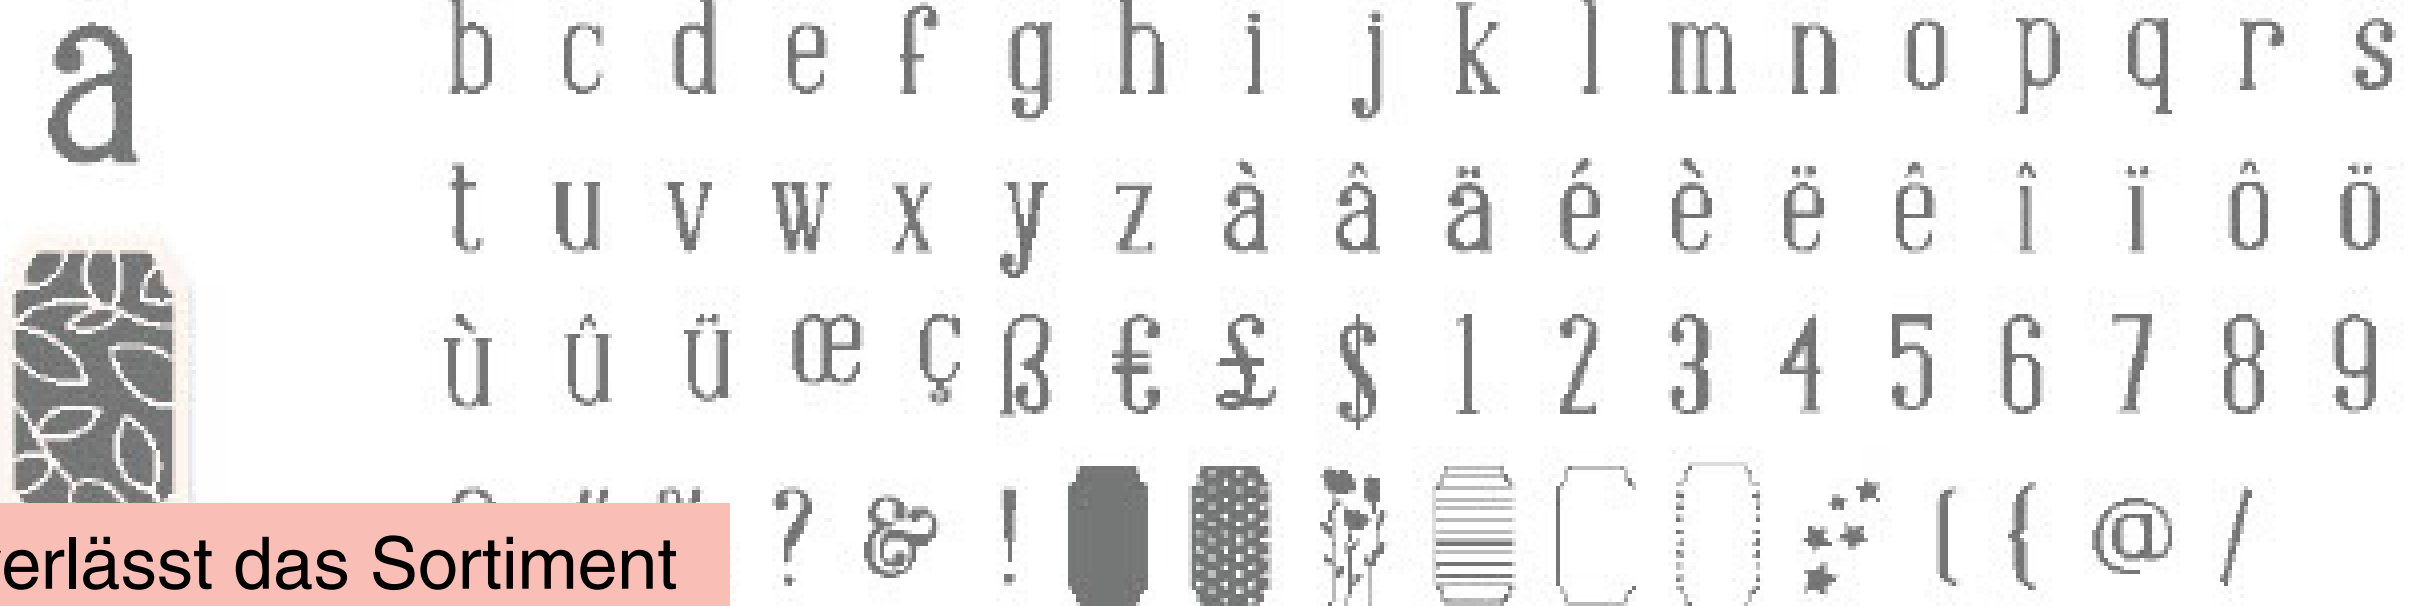 a
b c d e f g h i j k l m n o p q r s
t u v w x y z à â ä é è ë ê î ï ô ö
ù û ü œ ç ß € £ $ 1 2 3 4 5 6 7 8 9
? & ! ( { @ /
erlässt das Sortiment